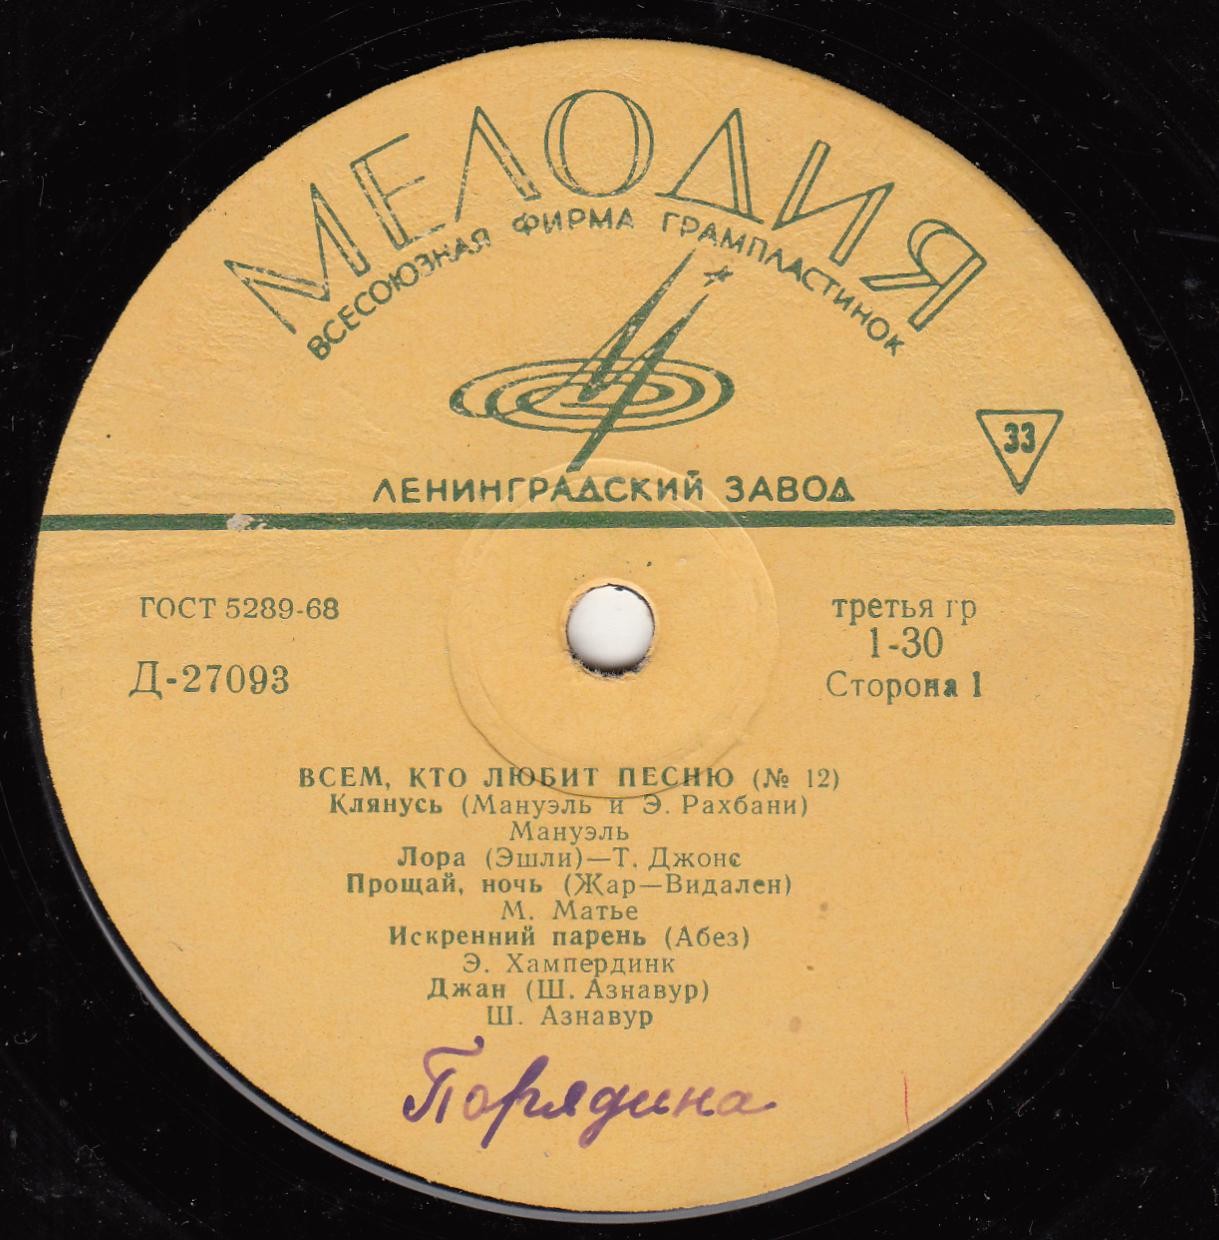 МЕЛОДИЯ
ВСЕСОЮЗНАЯ ФИРМА ГРАМПЛАСТИНОК
33
ЛЕНИНГРАДСКИЙ ЗАВОД
ГОСТ 5289-68
Д-27093
третья гр
1-30
Сторона 1
ВСЕМ, КТО ЛЮБИТ ПЕСНЮ (№ 12)
Клянусь (Мануэль и Э. Рахбани)
Мануэль
Лора (Эшли)—Т. Джонс
Прощай, ночь (Жар—Видален)
М. Матье
Искренний парень (Абез)
Э. Хампердинк
Джан (Ш. Азнавур)
Ш. Азнавур
Порядина